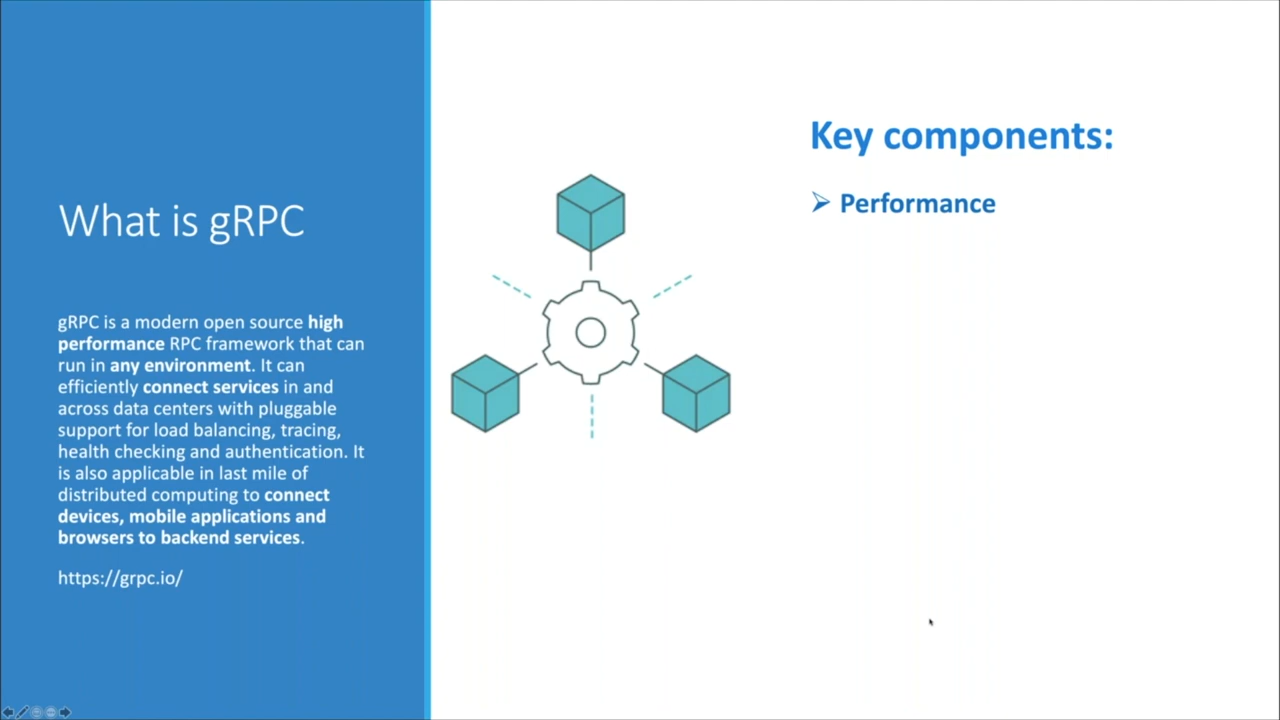 What is gRPC
gRPC is a modern open source high
performance RPC framework that can
run in any environment. It can
efficiently connect services in and
across data centers with pluggable
support for load balancing, tracing,
health checking and authentication. It
is also applicable in last mile of
distributed computing to connect
devices, mobile applications and
browsers to backend services.
https://grpc.io/
Key components:
Performance